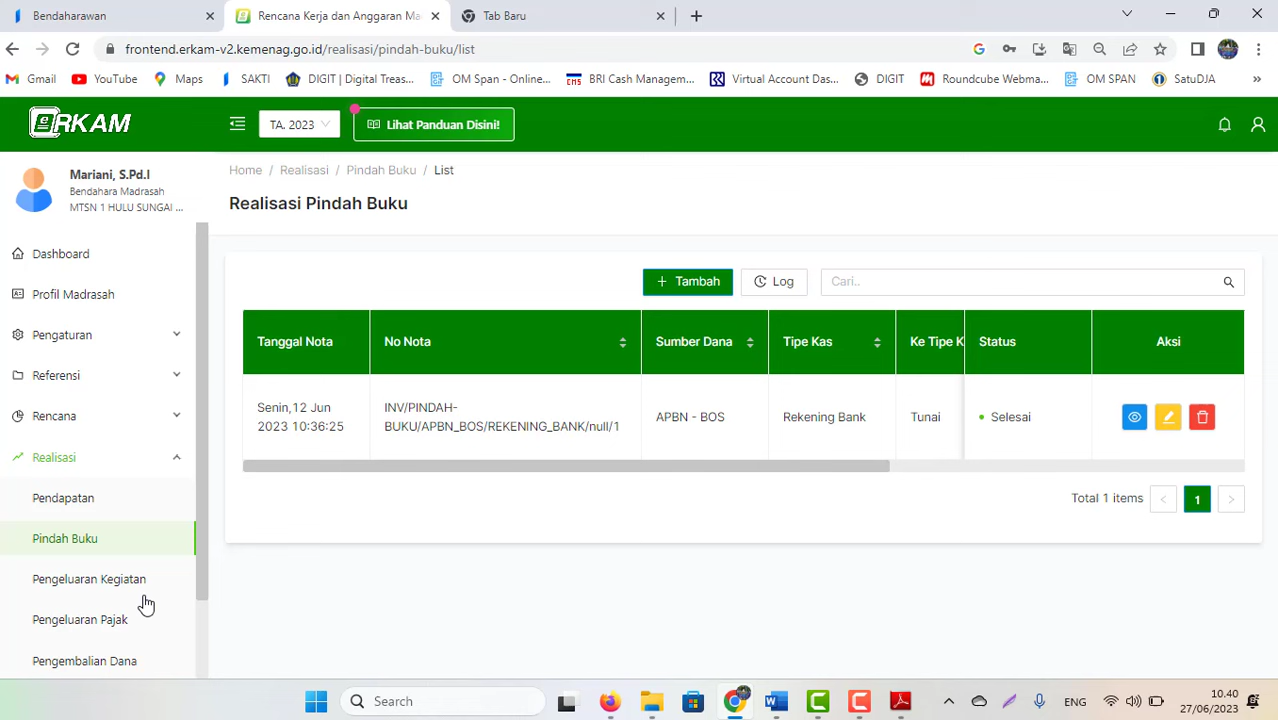 Bendaharawan
Rencana Kerja dan Anggaran Ma
Tab Baru
frontend.erkam-v2.kemenag.go.id/realisasi/pindah-buku/list
Gmail
YouTube
Maps
SAKTI
DIGIT | Digital Treas...
OM Span - Online...
BRI Cash Managem...
Virtual Account Das...
DIGIT
Roundcube Webma...
OM SPAN
SatuDJA
»
eRKAM
TA. 2023
Lihat Panduan Disini!
Mariani, S.Pd.I
Bendahara Madrasah
MTSN 1 HULU SUNGAI ...
Home / Realisasi / Pindah Buku / List
Realisasi Pindah Buku
Dashboard
Profil Madrasah
Pengaturan
Referensi
Rencana
Realisasi
Pendapatan
Pindah Buku
Pengeluaran Kegiatan
Pengeluaran Pajak
Pengembalian Dana
+ Tambah
Log
Cari..
Tanggal Nota
No Nota
Sumber Dana
Tipe Kas
Ke Tipe K
Status
Aksi
Senin,12 Jun
2023 10:36:25
INV/PINDAH-
BUKU/APBN_BOS/REKENING_BANK/null/1
APBN - BOS
Rekening Bank
Tunai
Selesai
Total 1 items
1
Search
ENG
10.40
27/06/2023